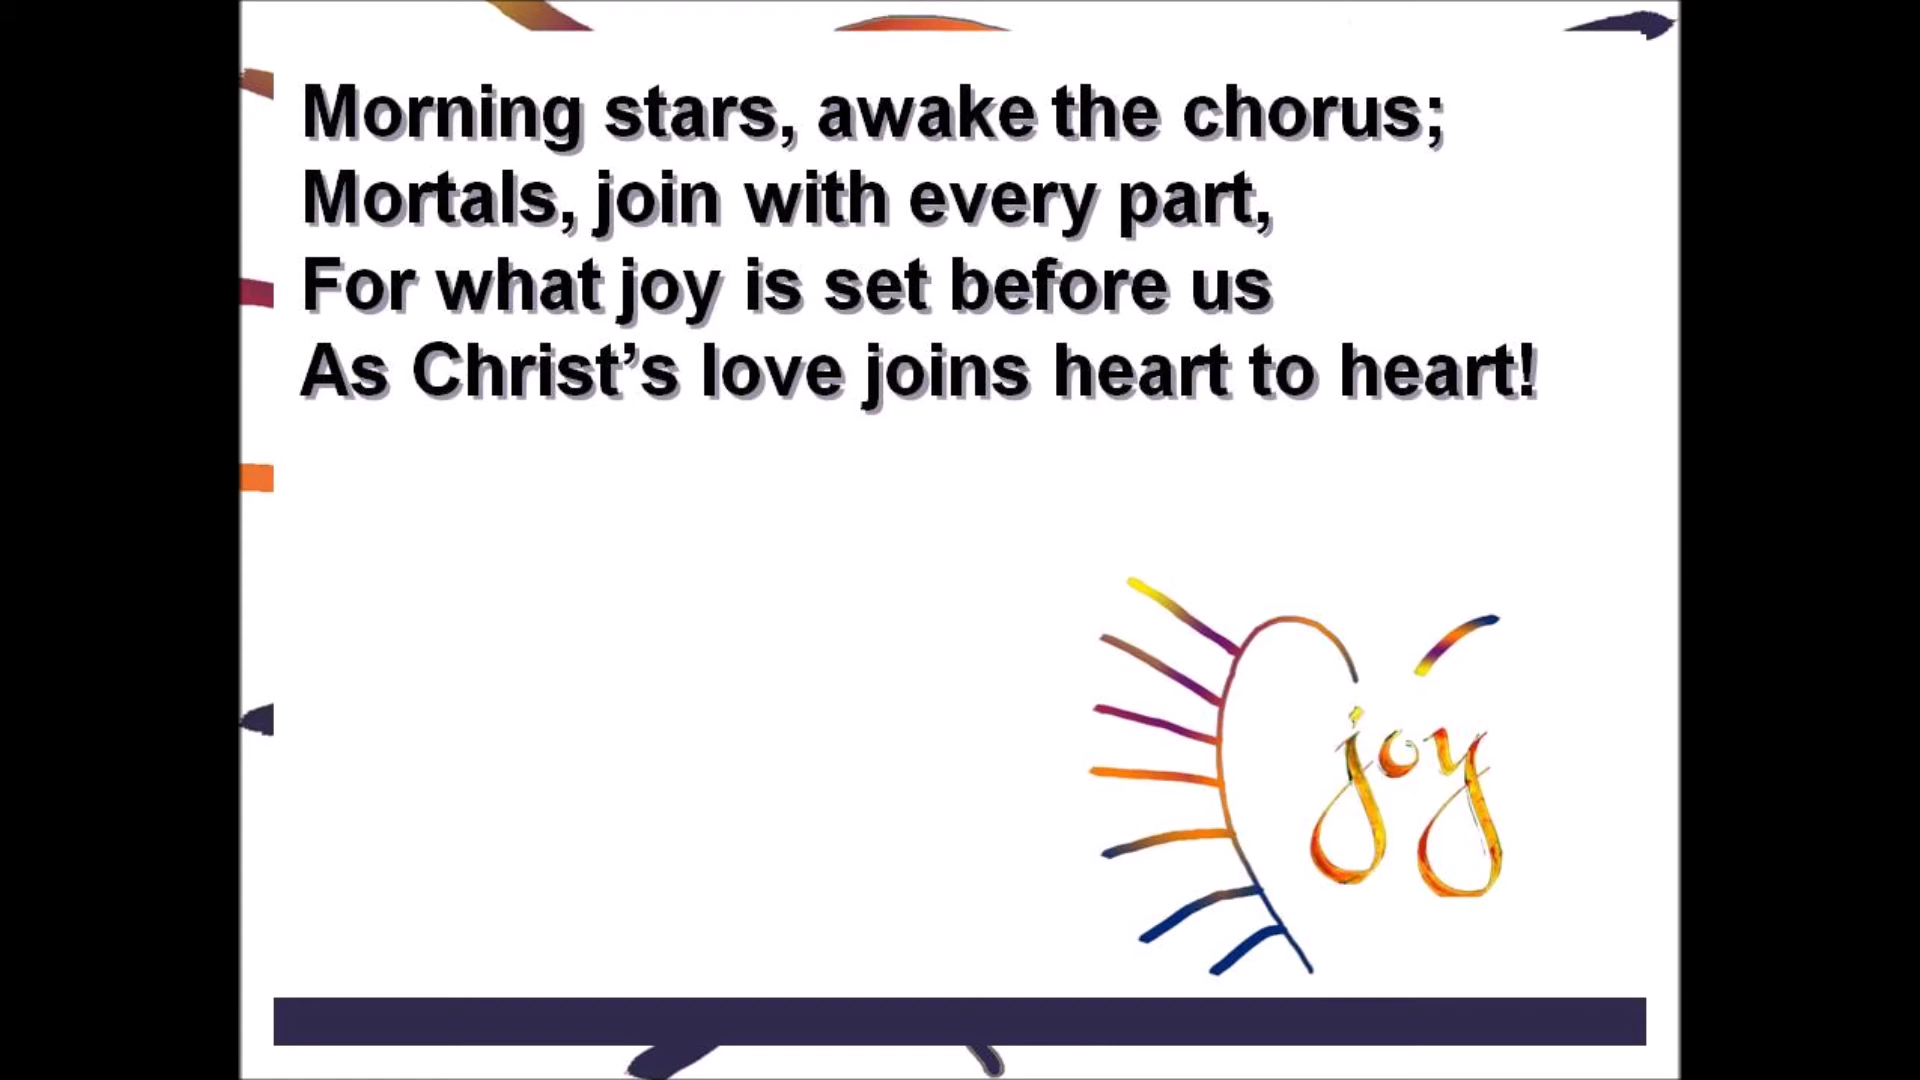 Morning stars, awake the chorus;
Mortals, join with every part,
For what joy is set before us
As Christ’s love joins heart to heart!
joy